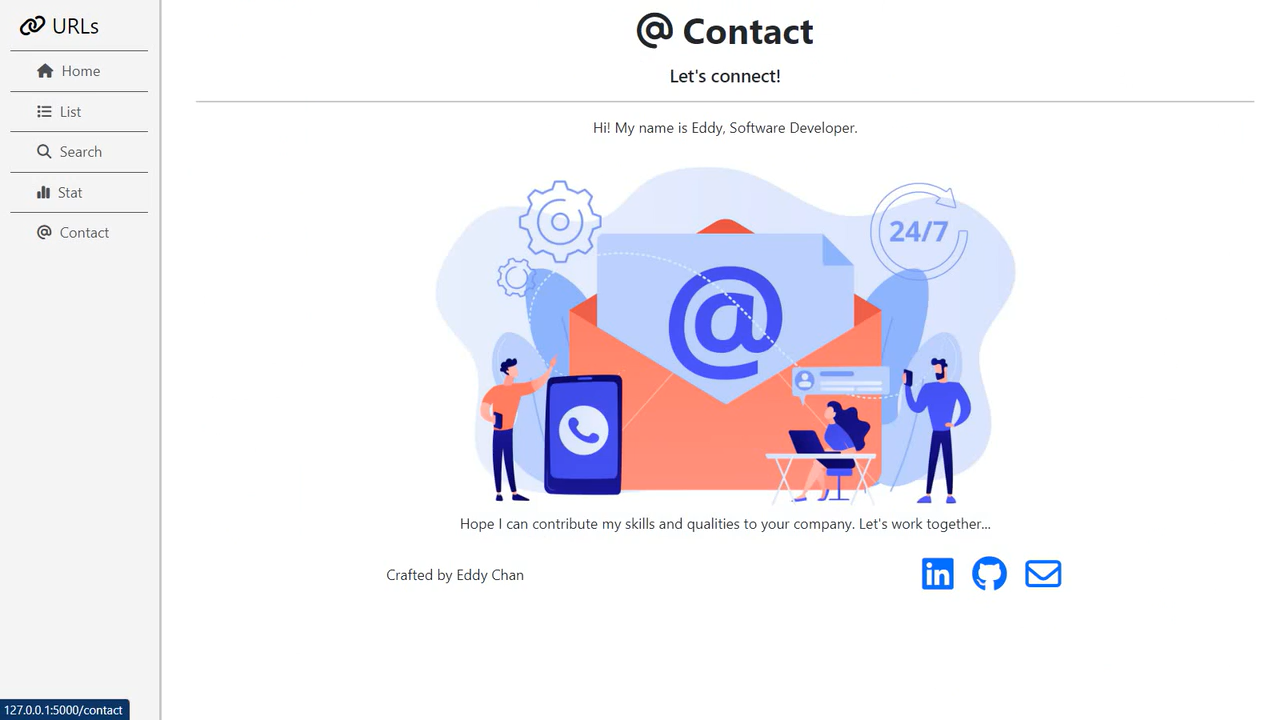 URLs
Home
List
Search
Stat
Contact
@ Contact
Let's connect!
Hi! My name is Eddy, Software Developer.
24/7
@
Hope I can contribute my skills and qualities to your company. Let's work together...
Crafted by Eddy Chan
in
127.0.0.1:5000/contact